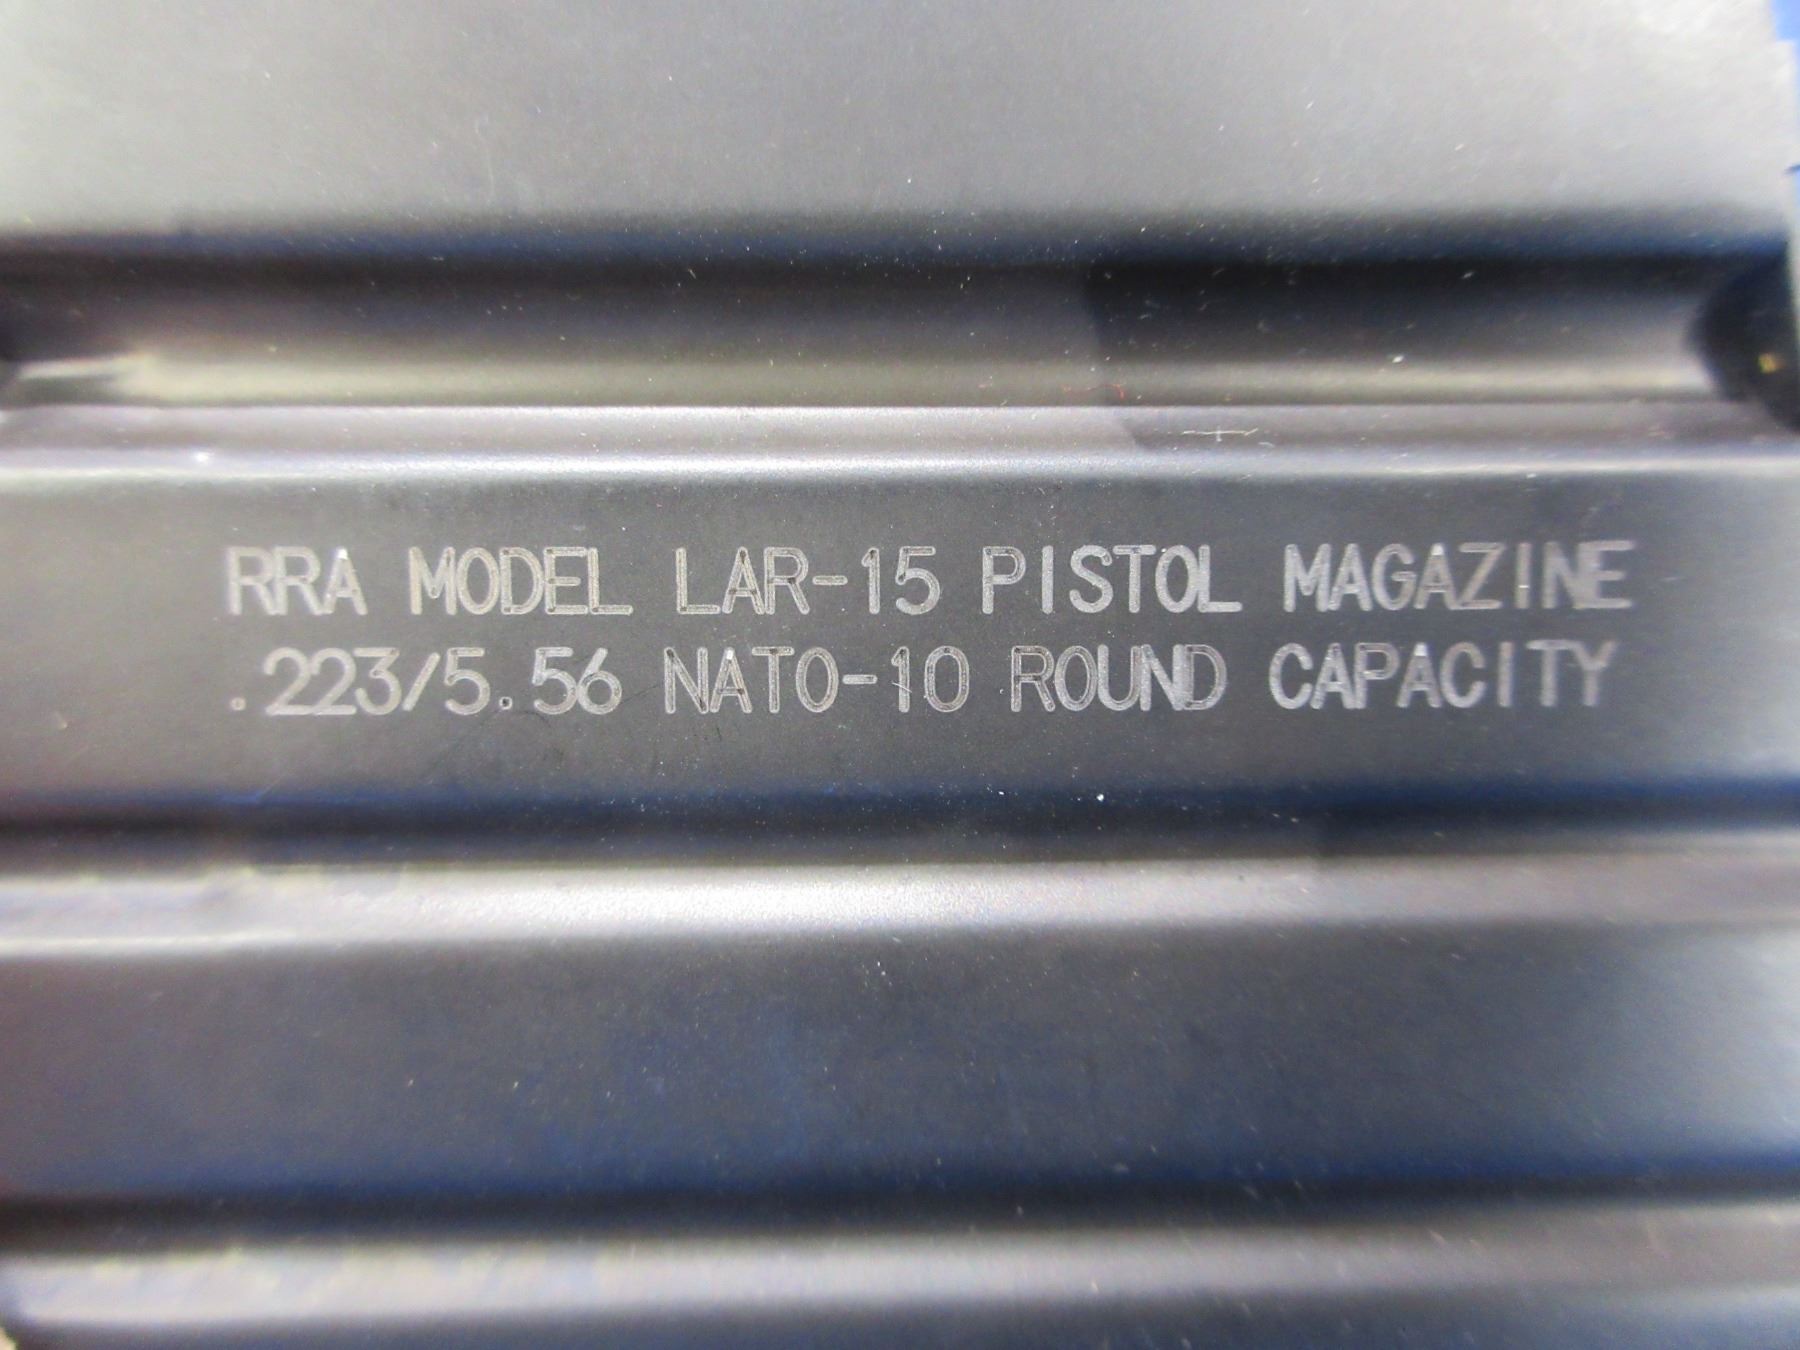 RRA MODEL LAR-15 PISTOL MAGAZINE
.223/5.56 NATO-10 ROUND CAPACITY